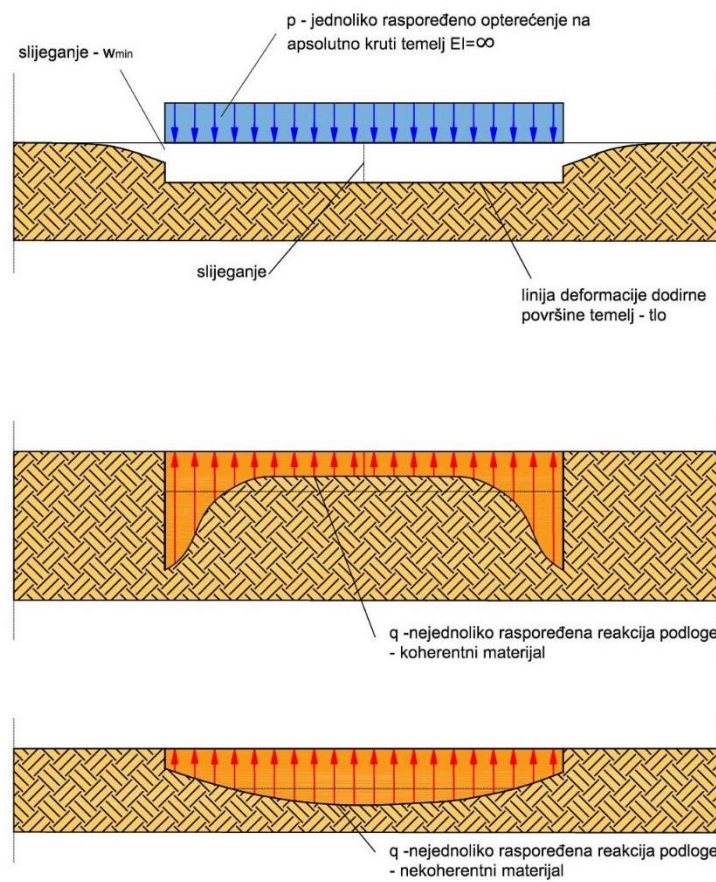 p - jednoliko raspoređeno opterećenje na
apsolutno kruti temelj EI=∞
slijeganje - wmin
slijeganje
linija deformacije dodirne
površine temelj - tlo
q -nejednoliko raspoređena reakcija podloge
- koherentni materijal
q -nejednoliko raspoređena reakcija podloge
- nekoherentni materijal